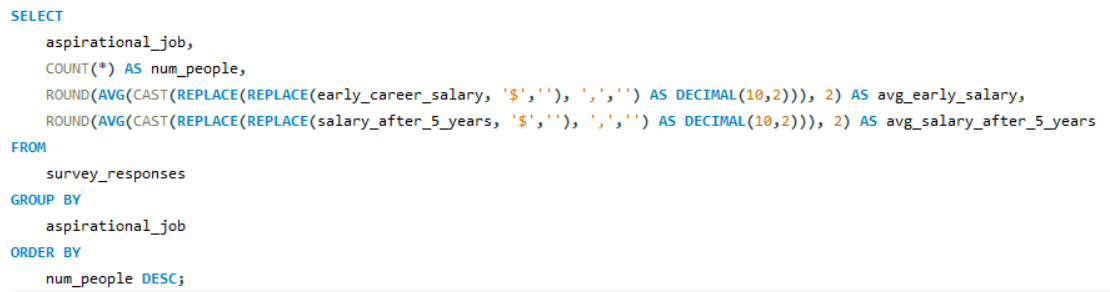 SELECT
aspirational_job,
COUNT(*) AS num_people,
ROUND(AVG(CAST(REPLACE(REPLACE(early_career_salary, '$',''), ',','') AS DECIMAL(10,2))), 2) AS avg_early_salary,
ROUND(AVG(CAST(REPLACE(REPLACE(salary_after_5_years, '$',''), ',','') AS DECIMAL(10,2))), 2) AS avg_salary_after_5_years
FROM
survey_responses
GROUP BY
aspirational_job
ORDER BY
num_people DESC;